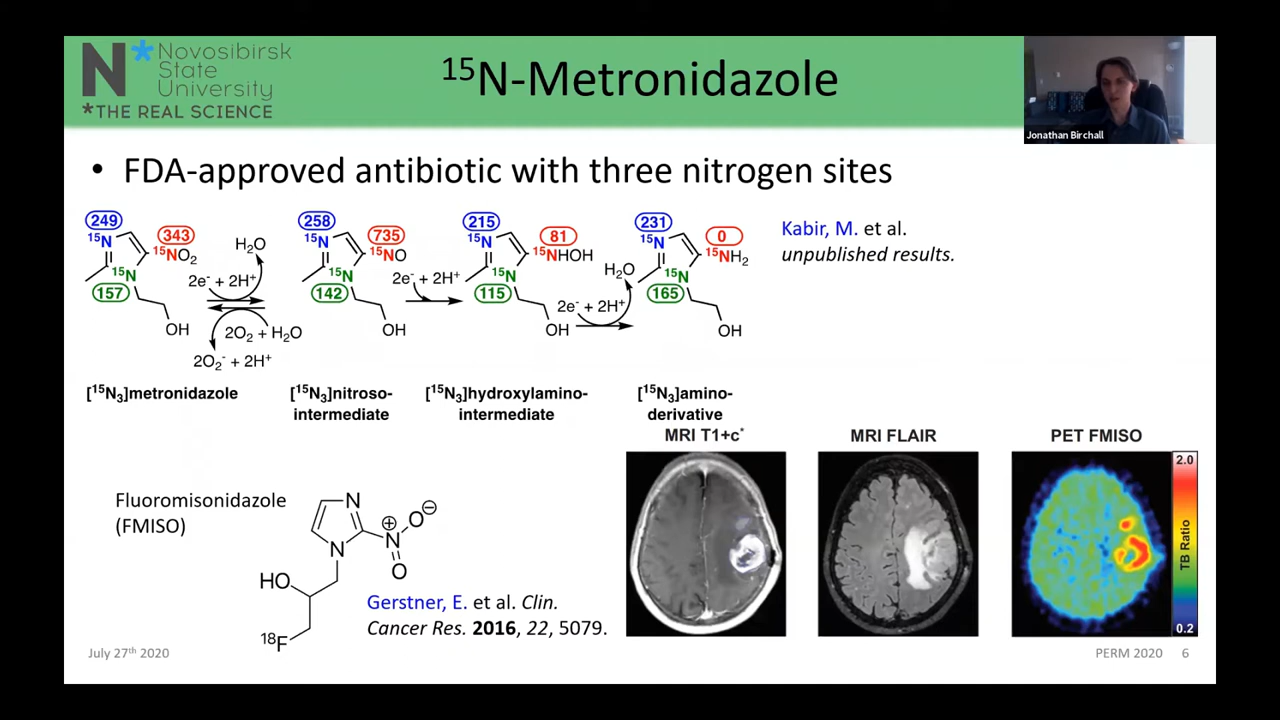 N*
Novosibirsk
State
University
*THE REAL SCIENCE
¹⁵N-Metronidazole
Jonathan Birchall
• FDA-approved antibiotic with three nitrogen sites
249
¹⁵N
343
¹⁵NO₂
¹⁵N
157
OH
H₂O
2e⁻ + 2H⁺
2O₂ + H₂O
2O₂⁻ + 2H⁺
258
¹⁵N
735
¹⁵NO
¹⁵N
142
OH
2e⁻ + 2H⁺
215
¹⁵N
81
¹⁵NHOH
¹⁵N
115
OH
H₂O
2e⁻ + 2H⁺
231
¹⁵N
0
¹⁵NH₂
¹⁵N
165
OH
Kabir, M. et al.
unpublished results.
[¹⁵N₃]metronidazole
[¹⁵N₃]nitroso-
intermediate
[¹⁵N₃]hydroxylamino-
intermediate
[¹⁵N₃]amino-
derivative
MRI T1+c*
MRI FLAIR
PET FMISO
2.0
TB Ratio
0.2
Fluoromisonidazole
(FMISO)
N
N
⊕
N
O
⊖
O
HO
¹⁸F
Gerstner, E. et al. Clin.
Cancer Res. 2016, 22, 5079.
July 27ᵗʰ 2020
PERM 2020 6